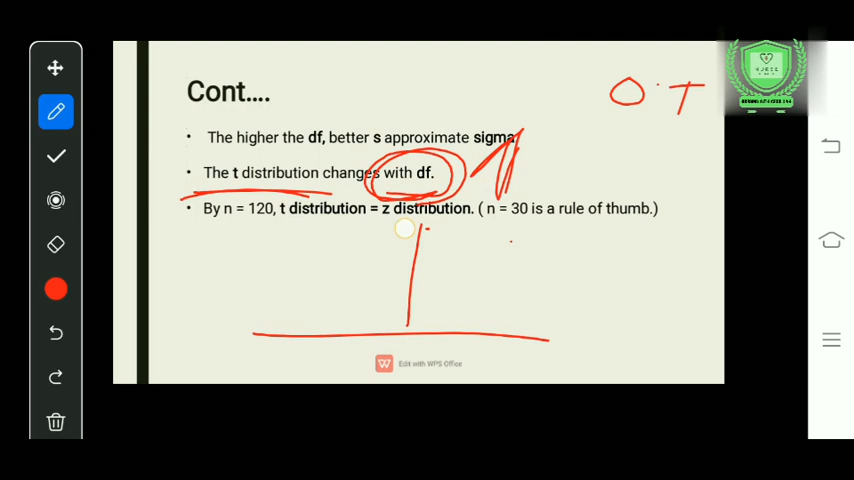 Cont....
O T
• The higher the df, better s approximate sigma.
• The t distribution changes with df.
• By n = 120, t distribution = z distribution. ( n = 30 is a rule of thumb.)
W Edit with WPS Office